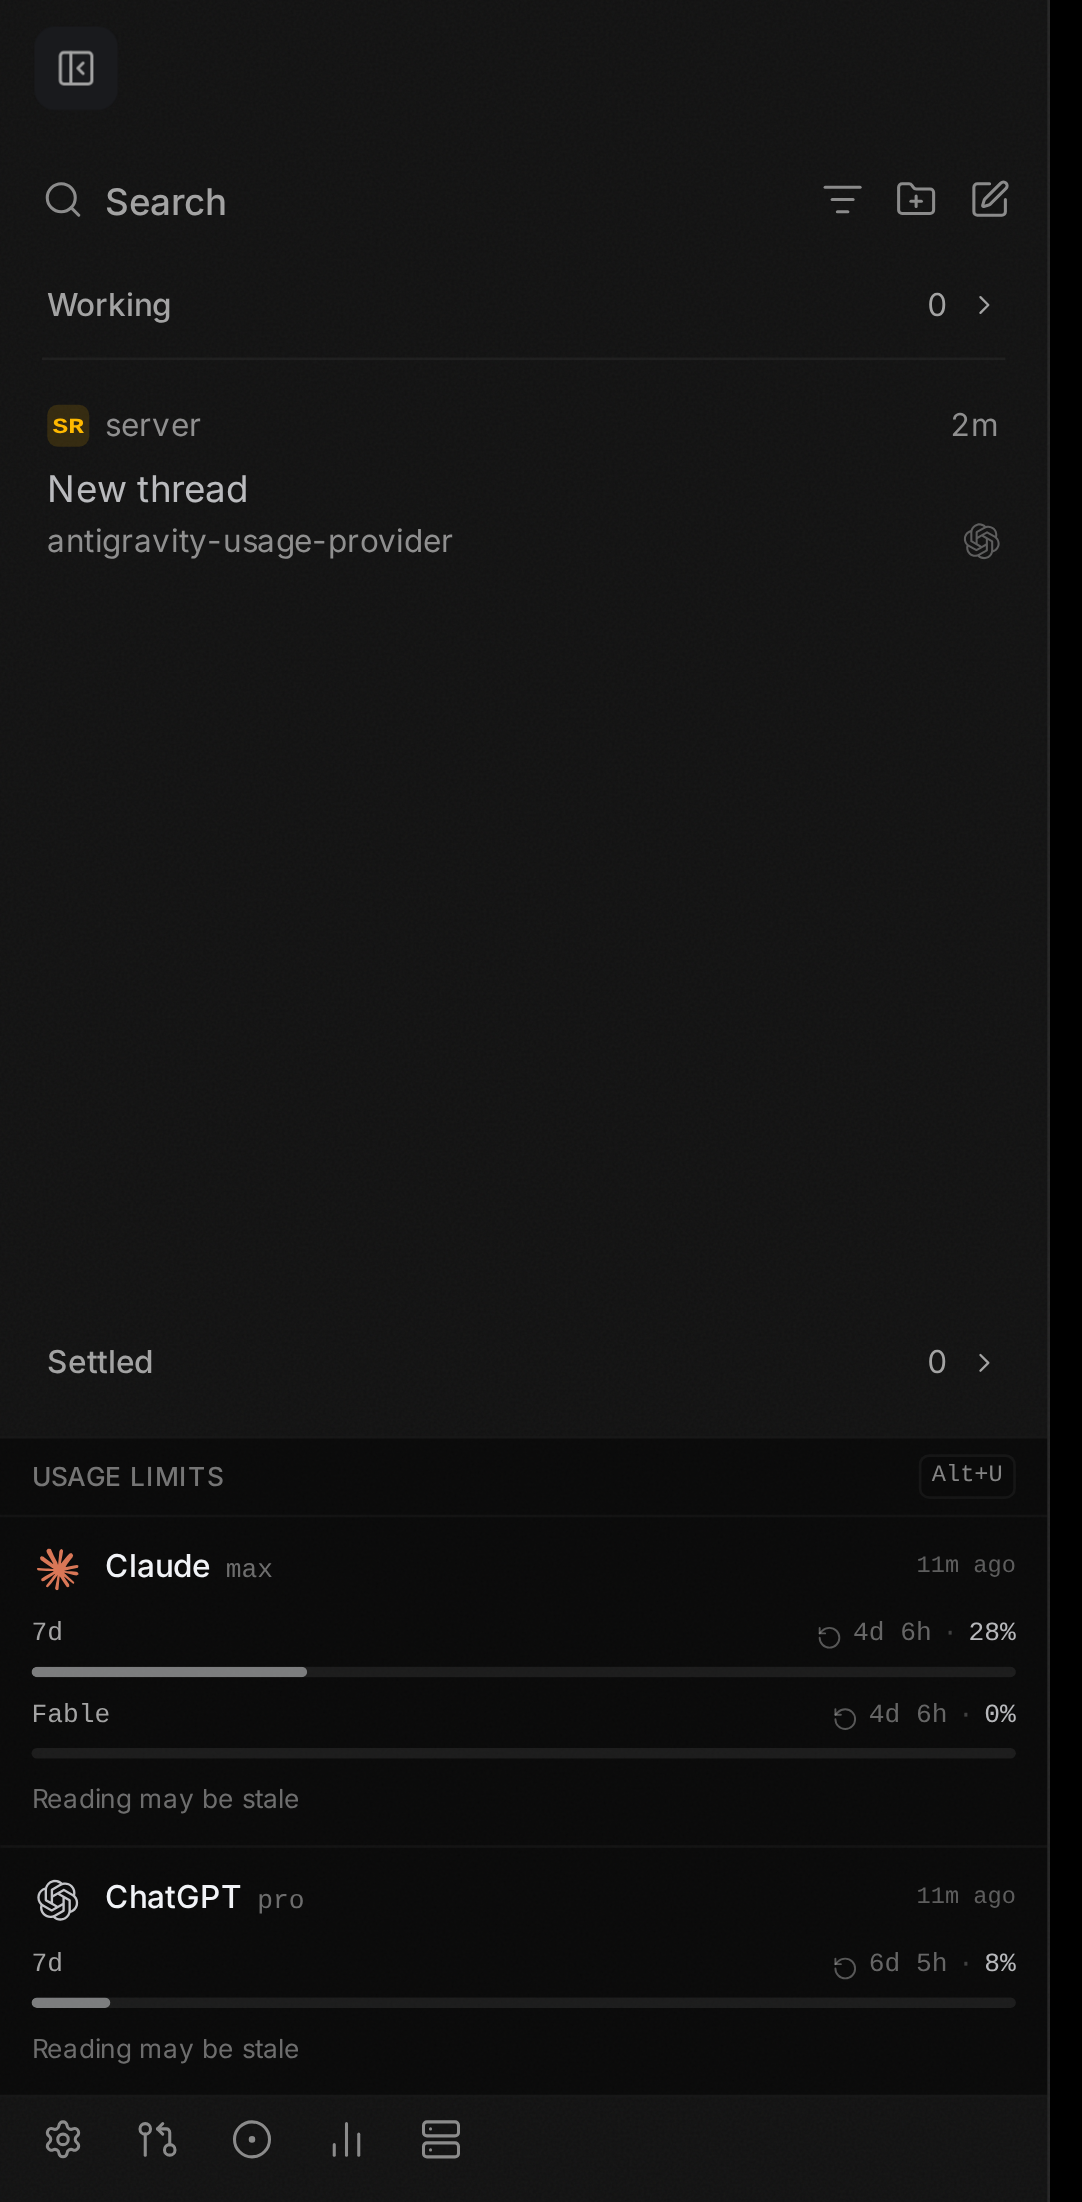 Search
Working 0
SR server 2m
New thread
antigravity-usage-provider
Settled 0
USAGE LIMITS Alt+U
Claude max 11m ago
7d 4d 6h · 28%
Fable 4d 6h · 0%
Reading may be stale
ChatGPT pro 11m ago
7d 6d 5h · 8%
Reading may be stale